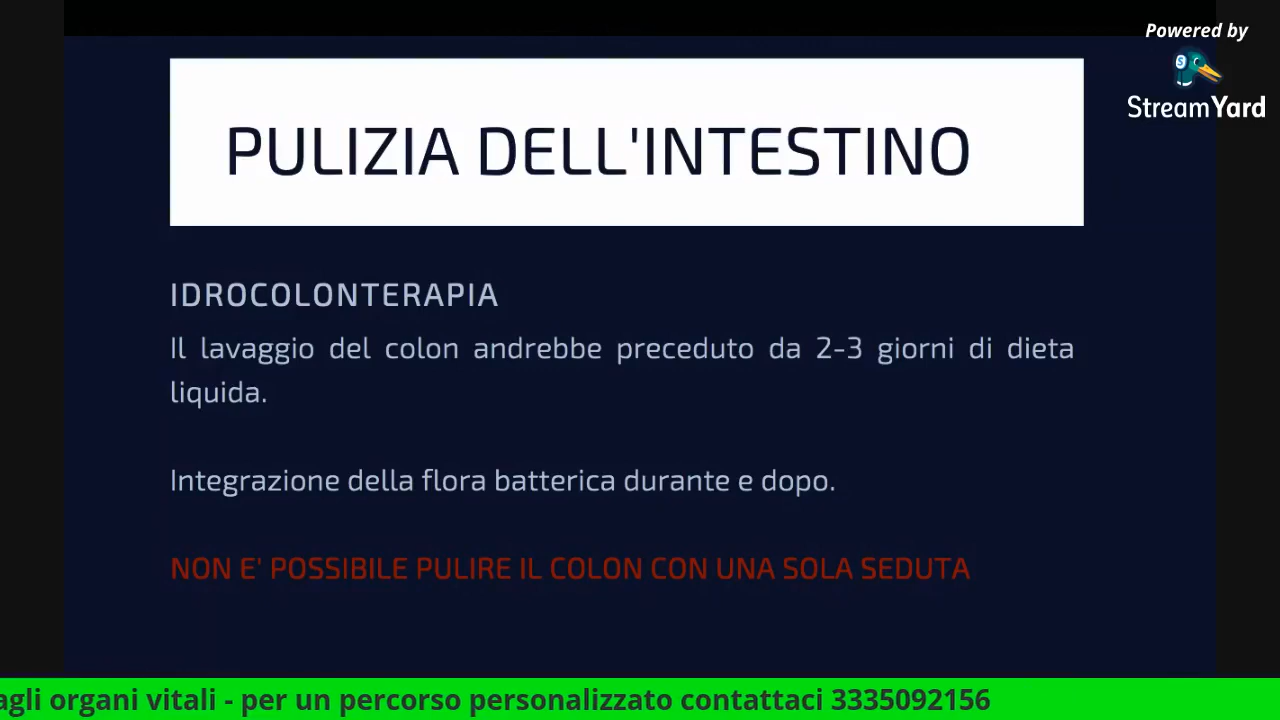 Powered by
StreamYard
PULIZIA DELL'INTESTINO
IDROCOLONTERAPIA
Il lavaggio del colon andrebbe preceduto da 2-3 giorni di dieta
liquida.
Integrazione della flora batterica durante e dopo.
NON E' POSSIBILE PULIRE IL COLON CON UNA SOLA SEDUTA
agli organi vitali - per un percorso personalizzato contattaci 3335092156